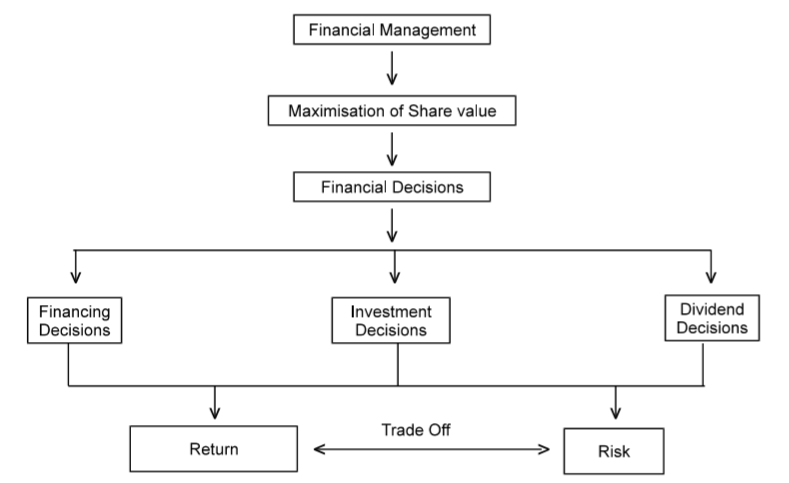 Financial Management
Maximisation of Share value
Financial Decisions
Financing
Decisions
Investment
Decisions
Dividend
Decisions
Trade Off
Return
Risk